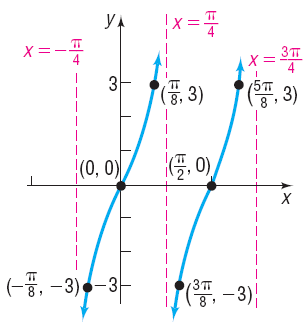 y
x = π/4
x = -π/4
x = 3π/4
3
(π/8, 3)
(5π/8, 3)
(0, 0)
(π/2, 0)
x
(-π/8, -3)
-3
(3π/8, -3)